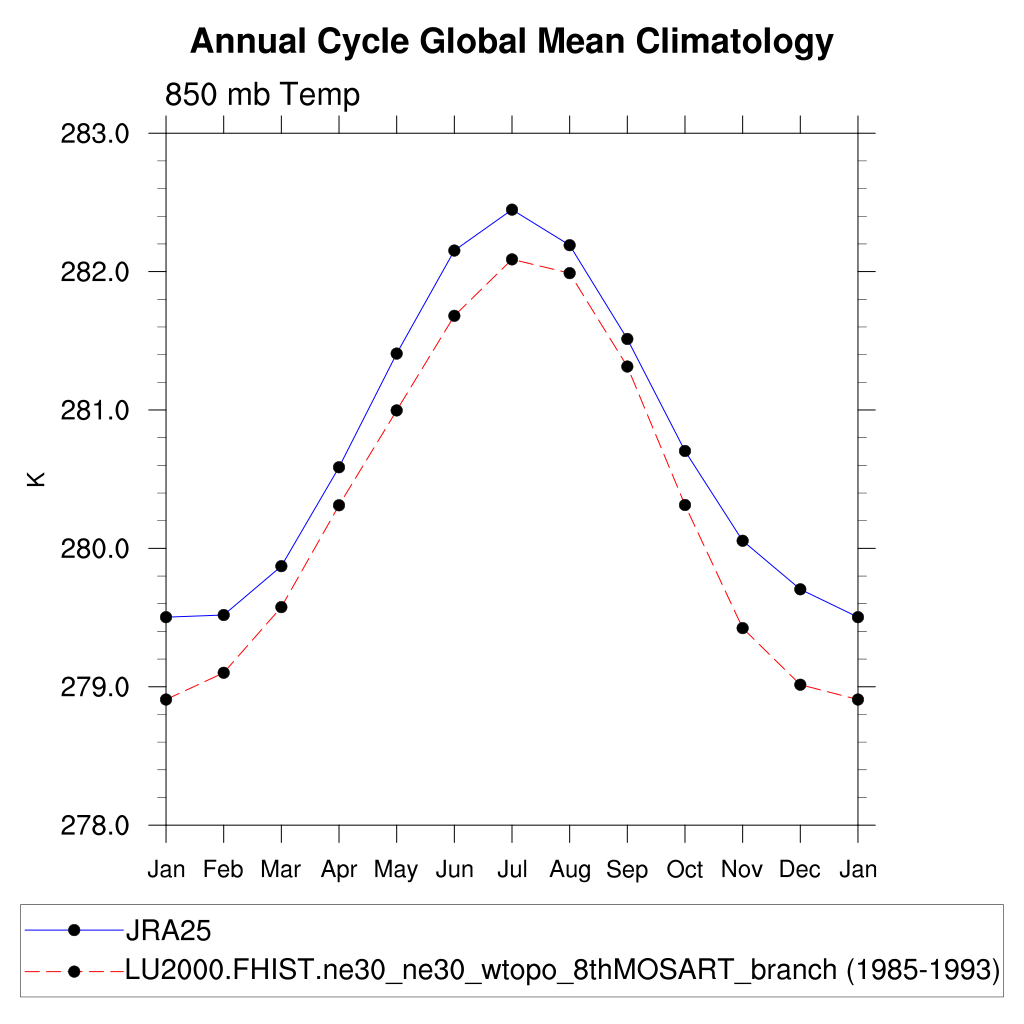 Annual Cycle Global Mean Climatology
850 mb Temp
283.0
282.0
281.0
280.0
279.0
278.0
K
Jan Feb Mar Apr May Jun Jul Aug Sep Oct Nov Dec Jan
JRA25
LU2000.FHIST.ne30_ne30_wtopo_8thMOSART_branch (1985-1993)